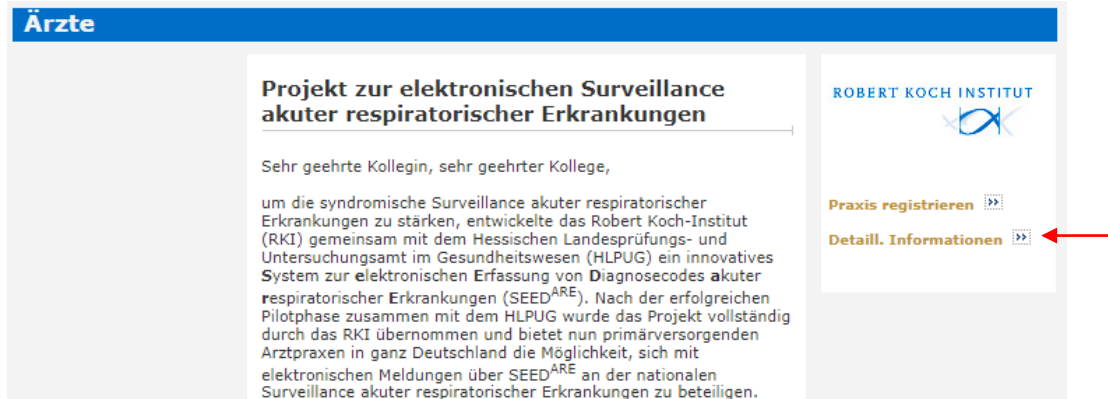 Ärzte
Projekt zur elektronischen Surveillance
akuter respiratorischer Erkrankungen
Sehr geehrte Kollegin, sehr geehrter Kollege,
um die syndromische Surveillance akuter respiratorischer
Erkrankungen zu stärken, entwickelte das Robert Koch-Institut
(RKI) gemeinsam mit dem Hessischen Landesprüfungs- und
Untersuchungsamt im Gesundheitswesen (HLPUG) ein innovatives
System zur elektronischen Erfassung von Diagnosecodes akuter
respiratorischer Erkrankungen (SEEDARE). Nach der erfolgreichen
Pilotphase zusammen mit dem HLPUG wurde das Projekt vollständig
durch das RKI übernommen und bietet nun primärversorgenden
Arztpraxen in ganz Deutschland die Möglichkeit, sich mit
elektronischen Meldungen über SEEDARE an der nationalen
Surveillance akuter respiratorischer Erkrankungen zu beteiligen.
ROBERT KOCH INSTITUT
Praxis registrieren
Detaill. Informationen